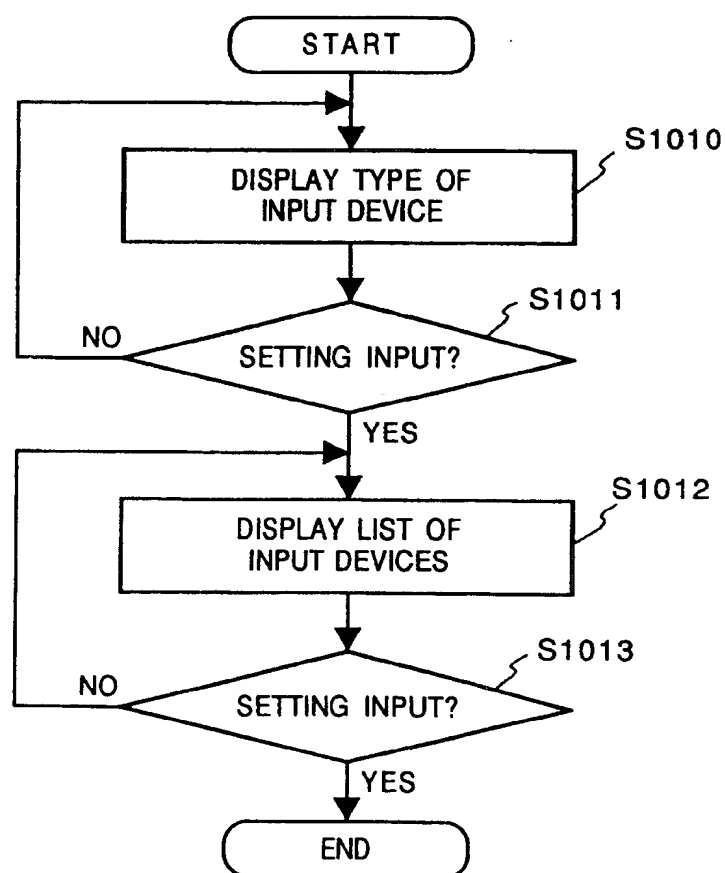 START
S1010
DISPLAY TYPE OF
INPUT DEVICE
S1011
NO
SETTING INPUT?
YES
S1012
DISPLAY LIST OF
INPUT DEVICES
S1013
NO
SETTING INPUT?
YES
END